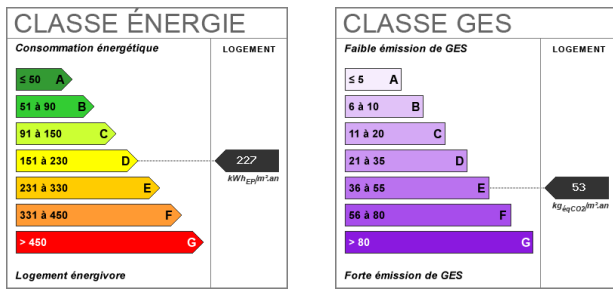 CLASSE ÉNERGIE
Consommation énergétique
LOGEMENT
≤ 50 A
51 à 90 B
91 à 150 C
151 à 230 D
227
kWhEP/m².an
231 à 330 E
331 à 450 F
> 450 G
Logement énergivore
CLASSE GES
Faible émission de GES
LOGEMENT
≤ 5 A
6 à 10 B
11 à 20 C
21 à 35 D
36 à 55 E
53
kgéqCO2/m².an
56 à 80 F
> 80 G
Forte émission de GES